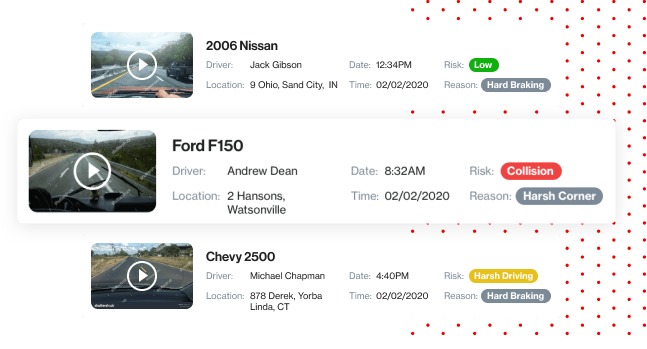 2006 Nissan
Driver: Jack Gibson Date: 12:34PM Risk: Low
Location: 9 Ohio, Sand City, IN Time: 02/02/2020 Reason: Hard Braking
Ford F150
Driver: Andrew Dean Date: 8:32AM Risk: Collision
Location: 2 Hansons, Time: 02/02/2020 Reason: Harsh Corner
Watsonville
Chevy 2500
Driver: Michael Chapman Date: 4:40PM Risk: Harsh Driving
Location: 878 Derek, Yorba Time: 02/02/2020 Reason: Hard Braking
Linda, CT